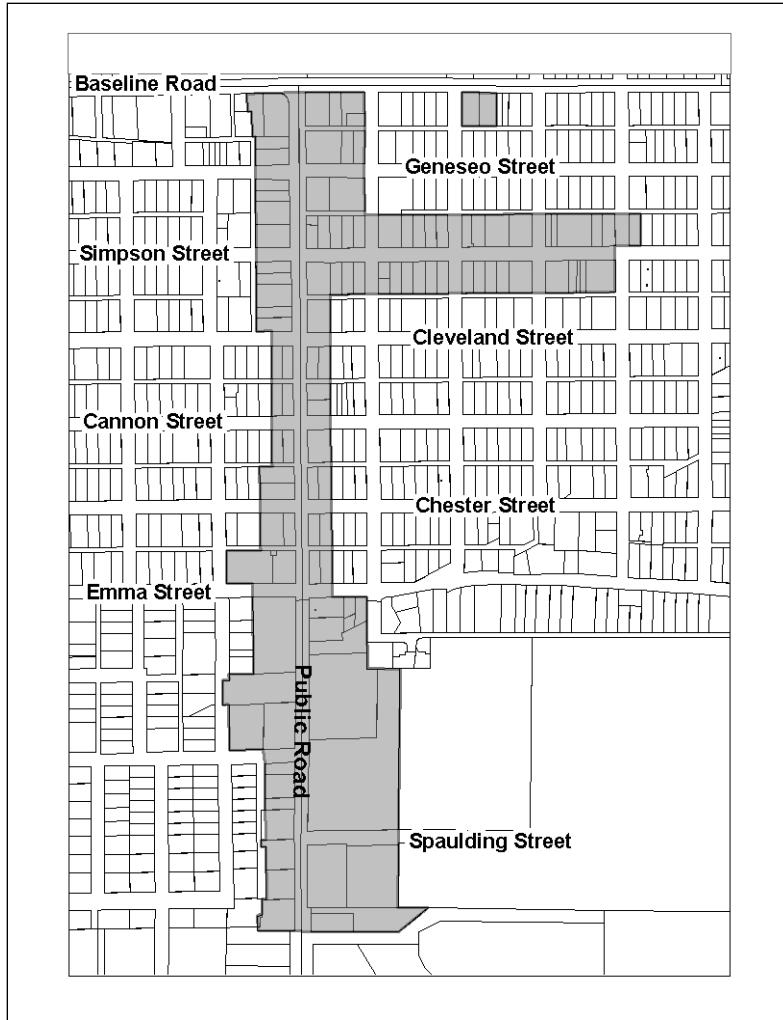 Baseline Road
Geneseo Street
Simpson Street
Cleveland Street
Cannon Street
Chester Street
Emma Street
Public Road
Spaulding Street